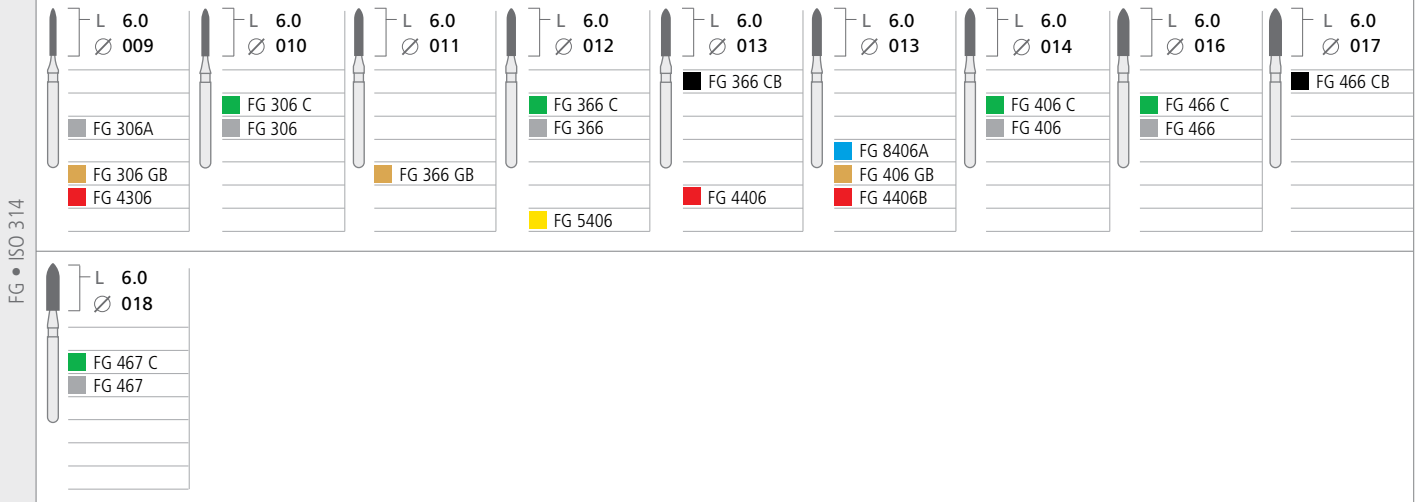 FG • ISO 314
L 6.0
∅ 009
FG 306A
FG 306 GB
FG 4306
L 6.0
∅ 010
FG 306 C
FG 306
L 6.0
∅ 011
FG 366 GB
L 6.0
∅ 012
FG 366 C
FG 366
FG 5406
L 6.0
∅ 013
FG 366 CB
FG 4406
L 6.0
∅ 013
FG 8406A
FG 406 GB
FG 4406B
L 6.0
∅ 014
FG 406 C
FG 406
L 6.0
∅ 016
FG 466 C
FG 466
L 6.0
∅ 017
FG 466 CB
L 6.0
∅ 018
FG 467 C
FG 467